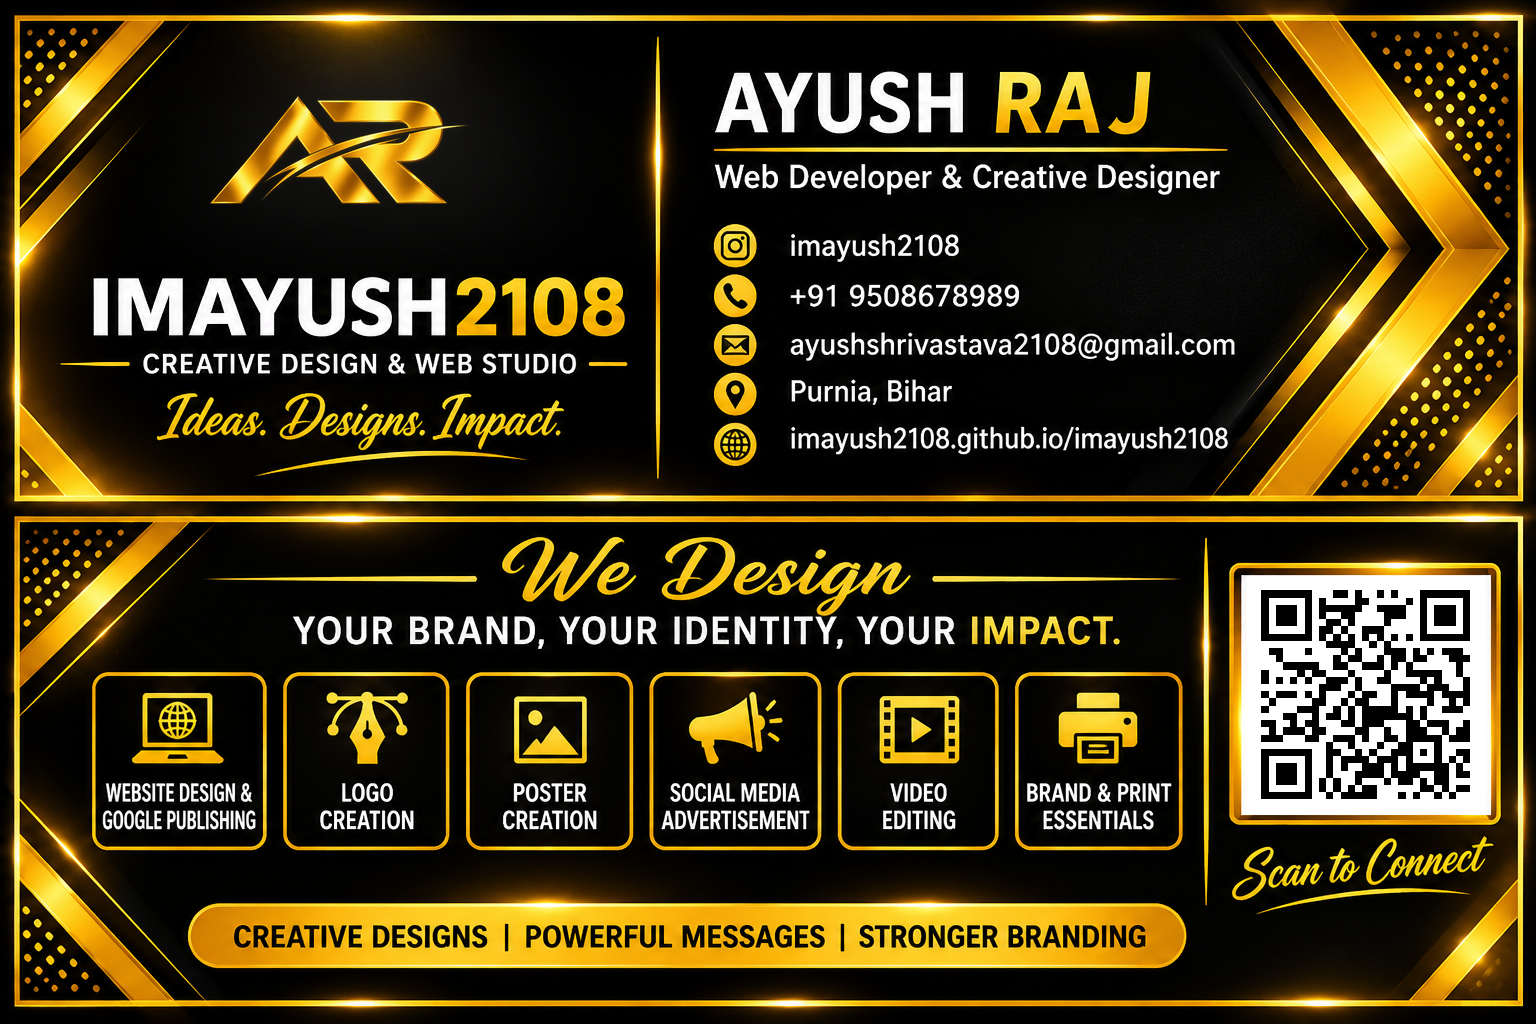 AR
IMAYUSH2108
CREATIVE DESIGN & WEB STUDIO
Ideas. Designs. Impact.
AYUSH RAJ
Web Developer & Creative Designer
imayush2108
+91 9508678989
ayushshrivastava2108@gmail.com
Purnia, Bihar
imayush2108.github.io/imayush2108
We Design
YOUR BRAND, YOUR IDENTITY, YOUR IMPACT.
WEBSITE DESIGN &
GOOGLE PUBLISHING
LOGO
CREATION
POSTER
CREATION
SOCIAL MEDIA
ADVERTISEMENT
VIDEO
EDITING
BRAND & PRINT
ESSENTIALS
Scan to Connect
CREATIVE DESIGNS | POWERFUL MESSAGES | STRONGER BRANDING